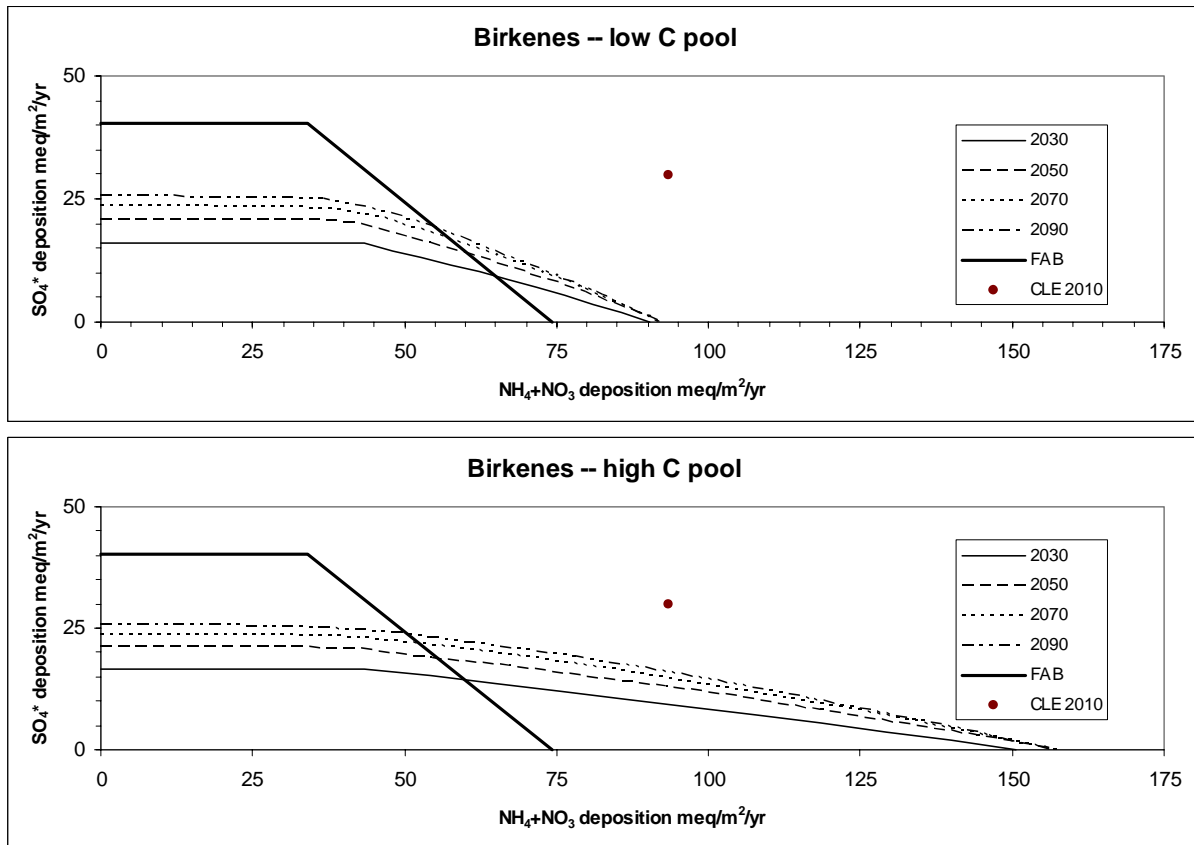 Birkenes -- low C pool
SO₄* deposition meq/m²/yr
50
25
0
0 25 50 75 100 125 150 175
NH₄+NO₃ deposition meq/m²/yr
2030
2050
2070
2090
FAB
CLE 2010
Birkenes -- high C pool
SO₄* deposition meq/m²/yr
50
25
0
0 25 50 75 100 125 150 175
NH₄+NO₃ deposition meq/m²/yr
2030
2050
2070
2090
FAB
CLE 2010